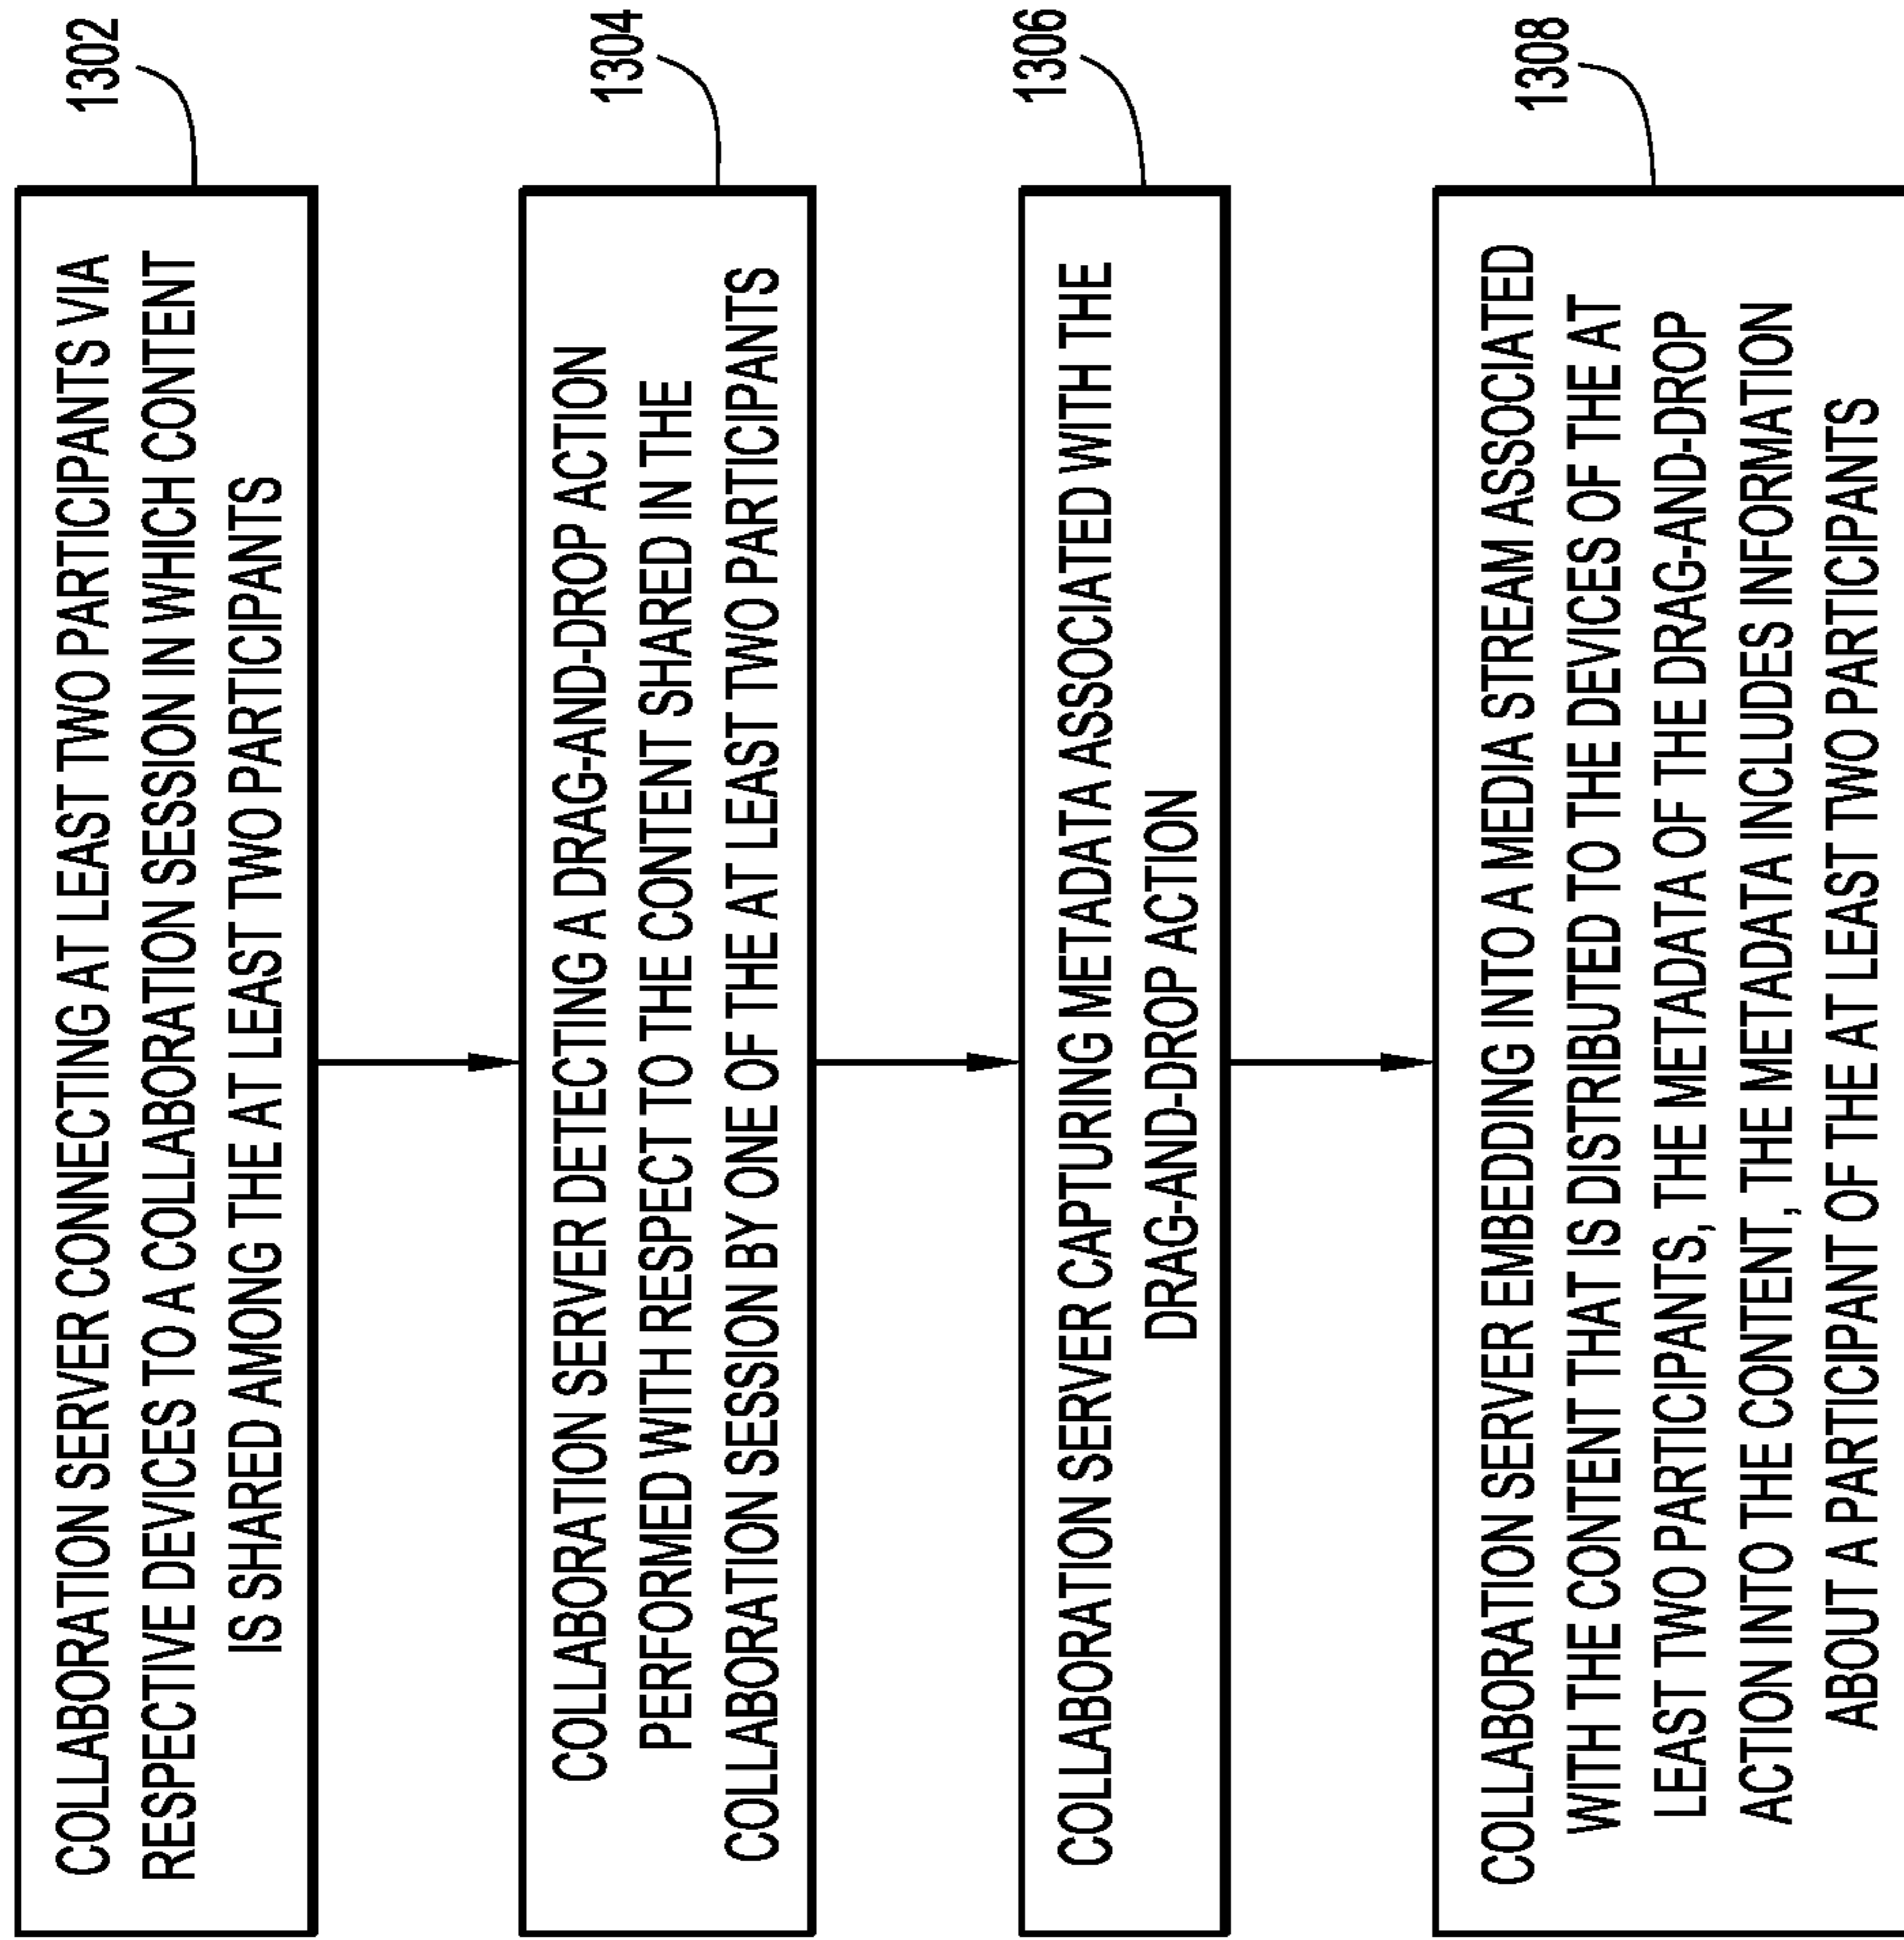 COLLABORATION SERVER CONNECTING AT LEAST TWO PARTICIPANTS VIA
RESPECTIVE DEVICES TO A COLLABORATION SESSION IN WHICH CONTENT
IS SHARED AMONG THE AT LEAST TWO PARTICIPANTS
1302
COLLABORATION SERVER DETECTING A DRAG-AND-DROP ACTION
PERFORMED WITH RESPECT TO THE CONTENT SHARED IN THE
COLLABORATION SESSION BY ONE OF THE AT LEAST TWO PARTICIPANTS
1304
COLLABORATION SERVER CAPTURING METADATA ASSOCIATED WITH THE
DRAG-AND-DROP ACTION
1306
COLLABORATION SERVER EMBEDDING INTO A MEDIA STREAM ASSOCIATED
WITH THE CONTENT THAT IS DISTRIBUTED TO THE DEVICES OF THE AT
LEAST TWO PARTICIPANTS, THE METADATA OF THE DRAG-AND-DROP
ACTION INTO THE CONTENT, THE METADATA INCLUDES INFORMATION
ABOUT A PARTICIPANT OF THE AT LEAST TWO PARTICIPANTS
1308